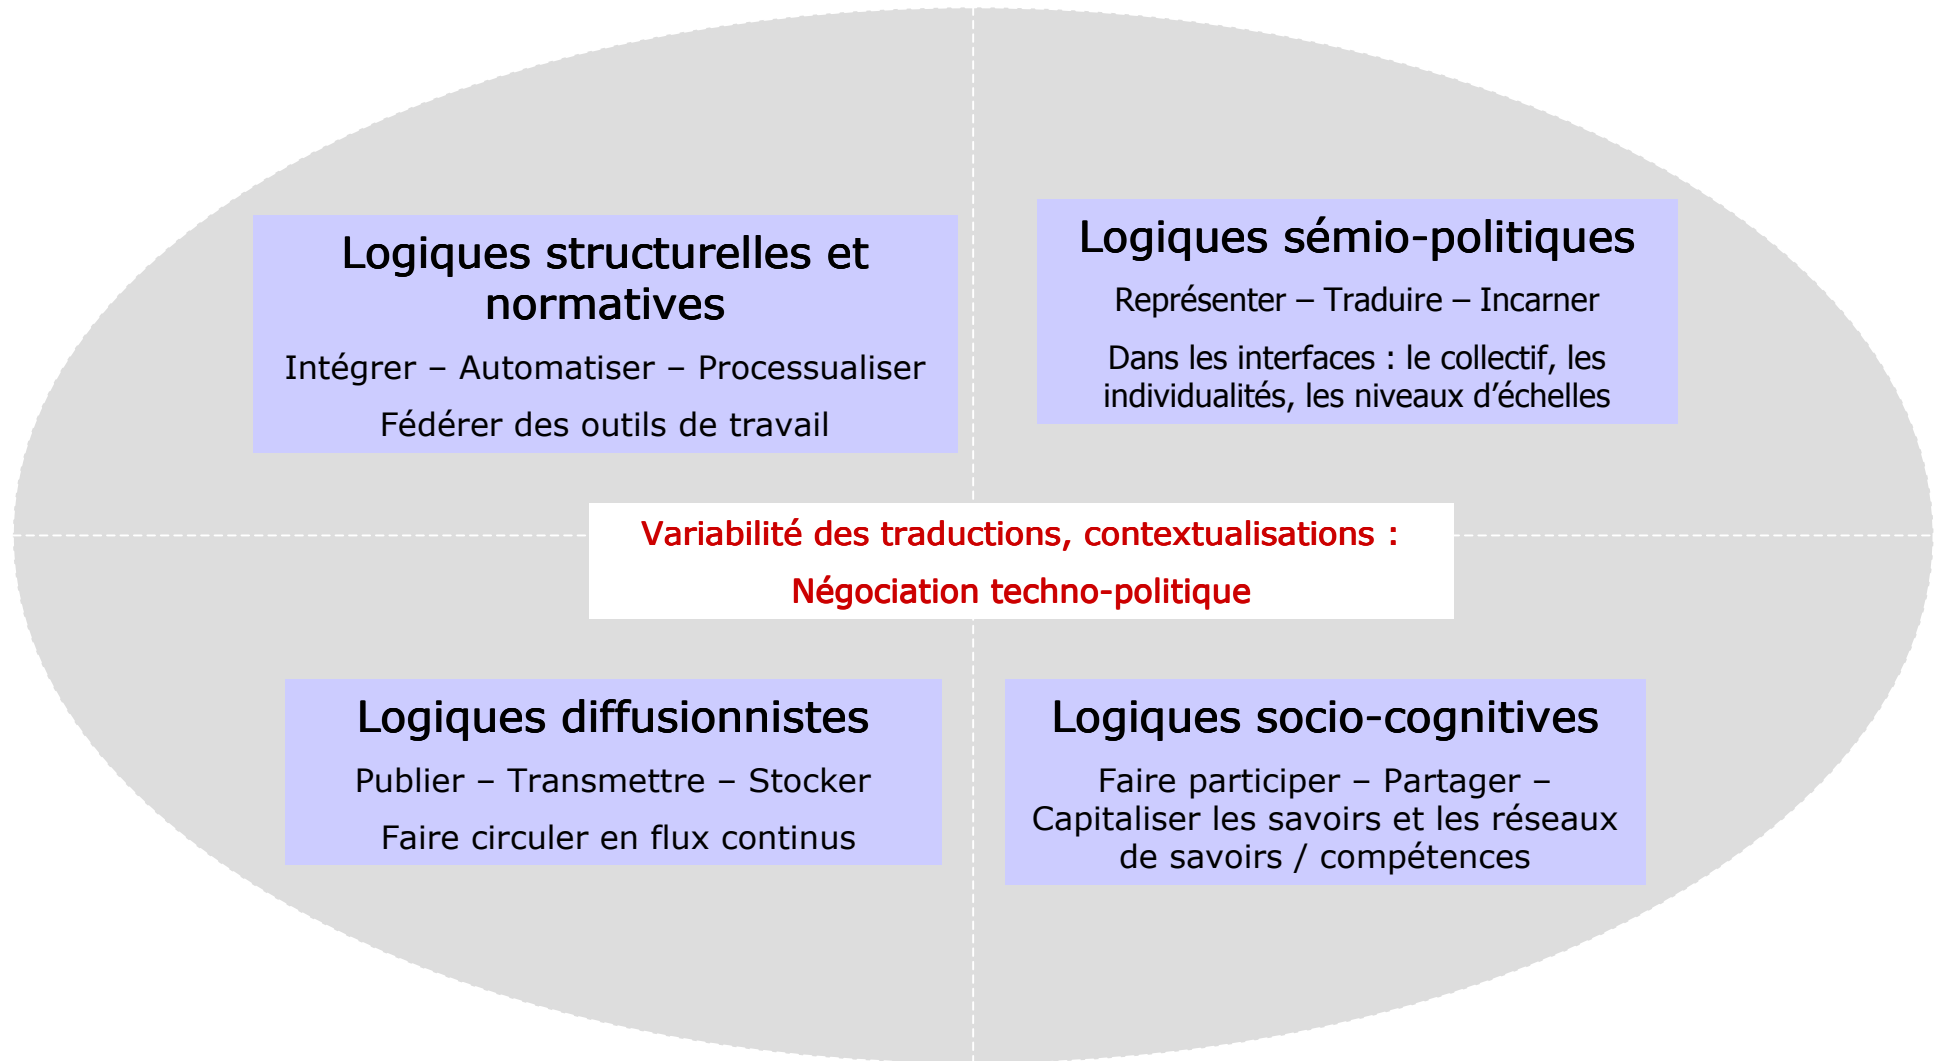 Logiques structurelles et
normatives
Intégrer – Automatiser – Processualiser
Fédérer des outils de travail
Logiques sémio-politiques
Représenter – Traduire – Incarner
Dans les interfaces : le collectif, les
individualités, les niveaux d’échelles
Variabilité des traductions, contextualisations :
Négociation techno-politique
Logiques diffusionnistes
Publier – Transmettre – Stocker
Faire circuler en flux continus
Logiques socio-cognitives
Faire participer – Partager –
Capitaliser les savoirs et les réseaux
de savoirs / compétences